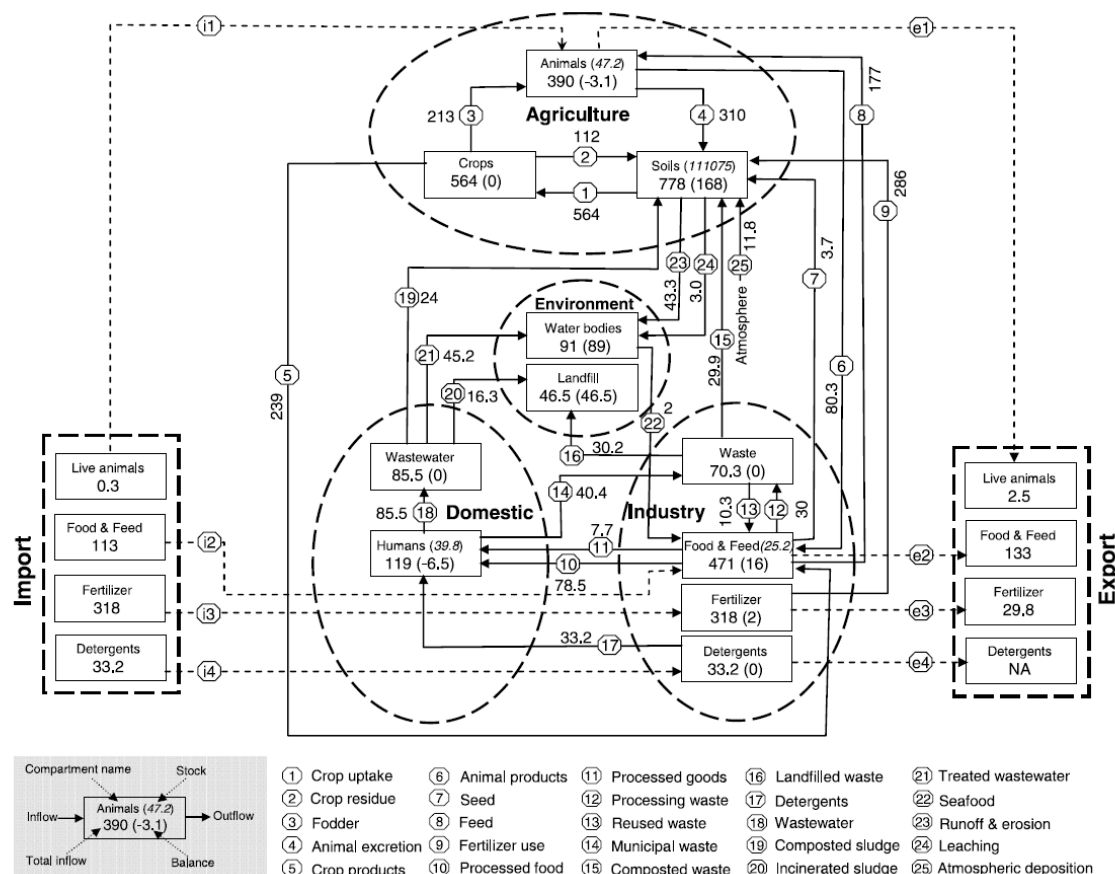 i1
e1
Animals (47.2)
390 (-3.1)
177
213
3
Agriculture
4
310
8
112
2
Crops
564 (0)
Soils (111075)
778 (168)
286
1
564
9
23
24
25
11.8
3.7
7
19
24
43.3
3.0
Atmosphere
Environment
Water bodies
91 (89)
15
21
45.2
29.9
6
5
Landfill
46.5 (46.5)
80.3
239
20
16.3
2
22
16
30.2
Wastewater
85.5 (0)
Waste
70.3 (0)
Live animals
0.3
Live animals
2.5
14
40.4
85.5
18
Domestic
Industry
10.3
13
12
30
Import
Food & Feed
113
i2
Humans (39.8)
119 (-6.5)
7.7
11
10
78.5
Food & Feed(25.2)
471 (16)
e2
Food & Feed
133
Export
Fertilizer
318
i3
Fertilizer
318 (2)
e3
Fertilizer
29.8
33.2
17
Detergents
33.2
i4
Detergents
33.2 (0)
e4
Detergents
NA
Compartment name
Stock
Inflow
Animals (47.2)
390 (-3.1)
Outflow
Total inflow
Balance
1 Crop uptake
2 Crop residue
3 Fodder
4 Animal excretion
5 Crop products
6 Animal products
7 Seed
8 Feed
9 Fertilizer use
10 Processed food
11 Processed goods
12 Processing waste
13 Reused waste
14 Municipal waste
15 Composted waste
16 Landfilled waste
17 Detergents
18 Wastewater
19 Composted sludge
20 Incinerated sludge
21 Treated wastewater
22 Seafood
23 Runoff & erosion
24 Leaching
25 Atmospheric deposition